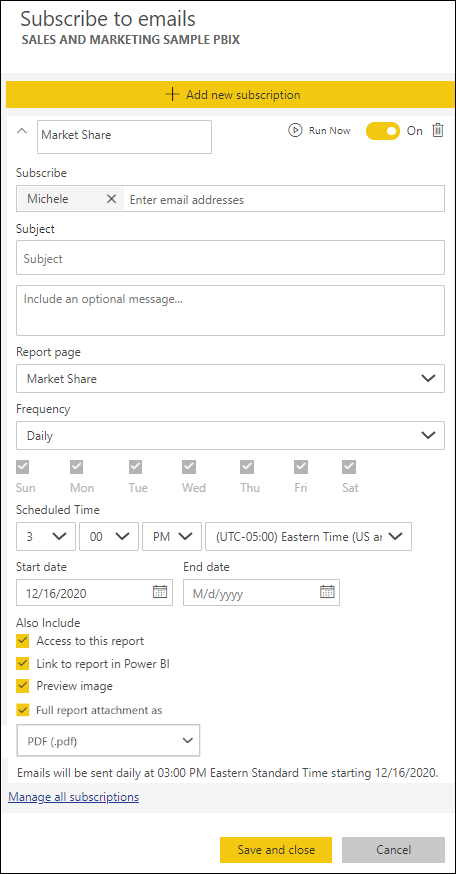 Subscribe to emails
SALES AND MARKETING SAMPLE PBIX
Add new subscription
Market Share Run Now On
Subscribe
Michele Enter email addresses
Subject
Subject
Include an optional message...
Report page
Market Share
Frequency
Daily
Sun Mon Tue Wed Thu Fri Sat
Scheduled Time
3 00 PM (UTC-05:00) Eastern Time (US an
Start date End date
12/16/2020 M/d/yyyy
Also Include
Access to this report
Link to report in Power BI
Preview image
Full report attachment as
PDF (.pdf)
Emails will be sent daily at 03:00 PM Eastern Standard Time starting 12/16/2020.
Manage all subscriptions
Save and close Cancel